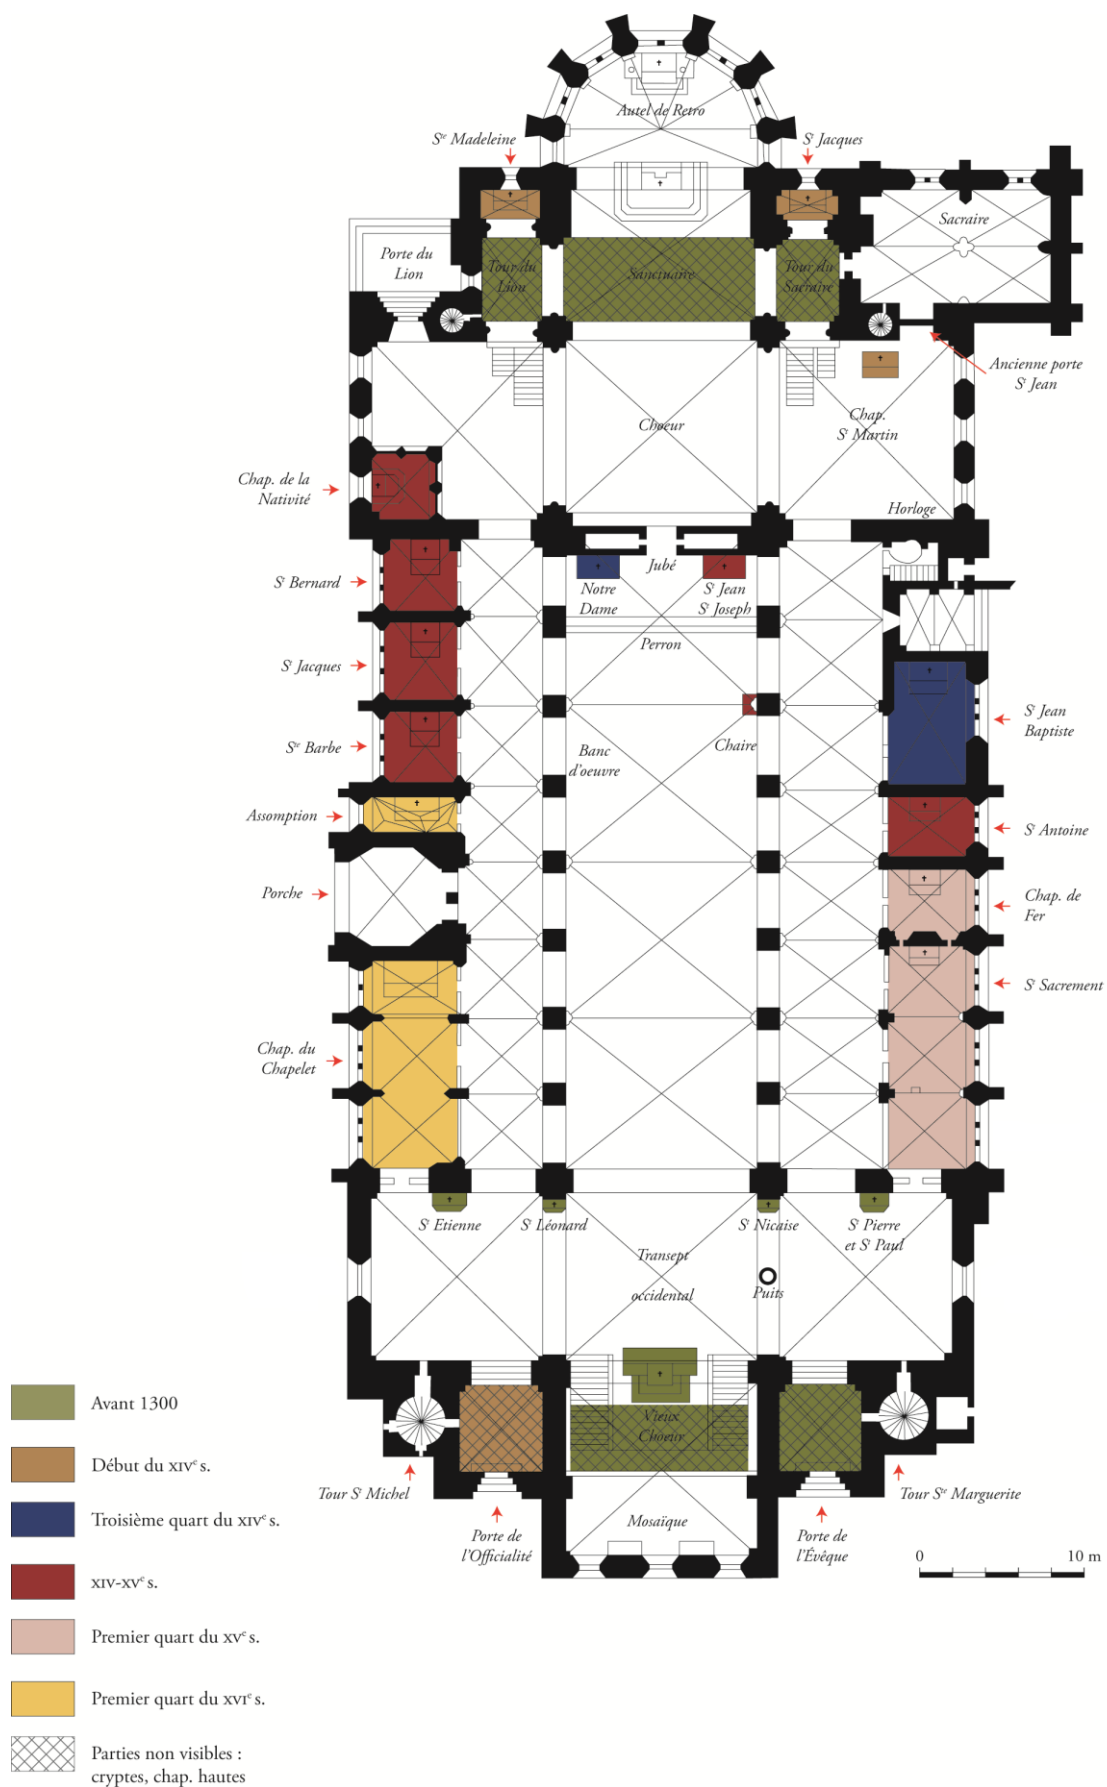 Autel de Retro
Sᵗᵉ Madeleine
Sᵗ Jacques
Sacraire
Porte du
Lion
Tour du
Lion
Sanctuaire
Tour du
Sacraire
Ancienne porte
Sᵗ Jean
Choeur
Chap.
Sᵗ Martin
Chap. de la
Nativité
Horloge
Jubé
Sᵗ Bernard
Notre
Dame
Sᵗ Jean
Sᵗ Joseph
Perron
Sᵗ Jacques
Sᵗ Jean
Baptiste
Sᵗᵉ Barbe
Banc
d'oeuvre
Chaire
Assomption
Sᵗ Antoine
Porche
Chap. de
Fer
Sᵗ Sacrement
Chap. du
Chapelet
Sᵗ Etienne
Sᵗ Léonard
Sᵗ Nicaise
Sᵗ Pierre
et Sᵗ Paul
Transept
occidental
Puits
Vieux
Choeur
Tour Sᵗ Michel
Tour Sᵗᵉ Marguerite
Porte de
l'Officialité
Mosaïque
Porte de
l'Évêque
0 10 m
Avant 1300
Début du XIVᵉ s.
Troisième quart du XIVᵉ s.
XIV-XVᵉ s.
Premier quart du XVᵉ s.
Premier quart du XVIᵉ s.
Parties non visibles :
cryptes, chap. hautes